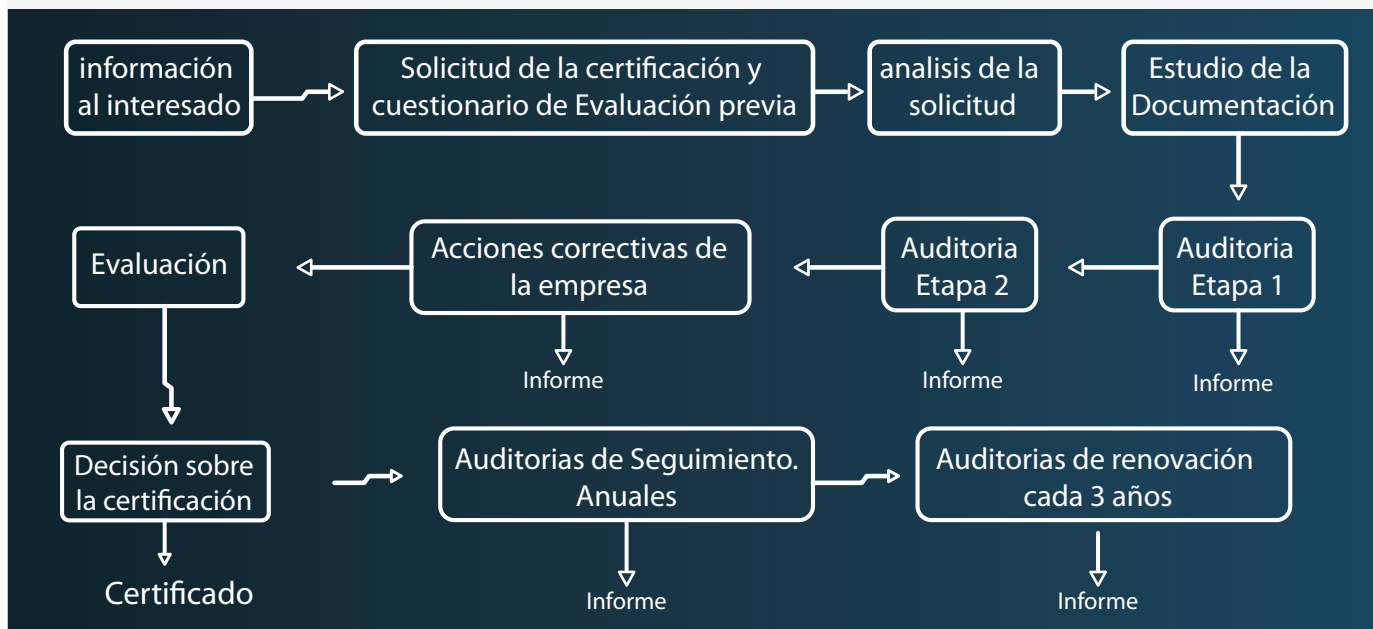 información
al interesado
Solicitud de la certificación y
cuestionario de Evaluación previa
analisis de la
solicitud
Estudio de la
Documentación
Auditoria
Etapa 1
Informe
Auditoria
Etapa 2
Informe
Acciones correctivas de
la empresa
Informe
Evaluación
Decisión sobre
la certificación
Certificado
Auditorias de Seguimiento.
Anuales
Informe
Auditorias de renovación
cada 3 años
Informe